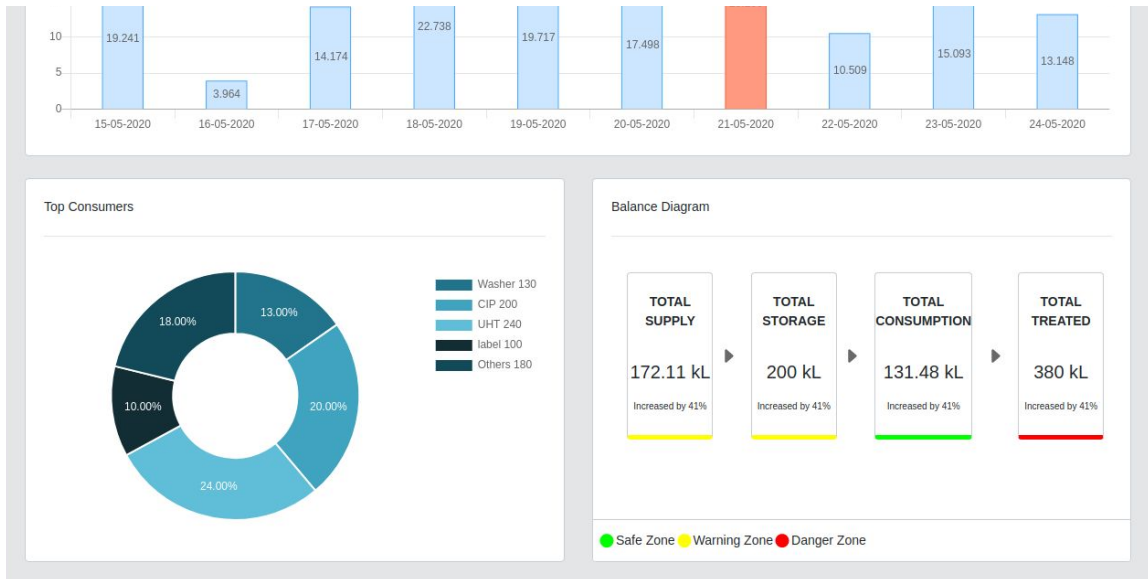 22.738
10
19.241
19.717
17.498
14.174
15.093
13.148
5
10.509
3.964
0
15-05-2020 16-05-2020 17-05-2020 18-05-2020 19-05-2020 20-05-2020 21-05-2020 22-05-2020 23-05-2020 24-05-2020
Top Consumers
Washer 130
CIP 200
UHT 240
label 100
Others 180
13.00%
18.00%
20.00%
10.00%
24.00%
Balance Diagram
TOTAL
SUPPLY
172.11 kL
Increased by 41%
TOTAL
STORAGE
200 kL
Increased by 41%
TOTAL
CONSUMPTION
131.48 kL
Increased by 41%
TOTAL
TREATED
380 kL
Increased by 41%
Safe Zone Warning Zone Danger Zone